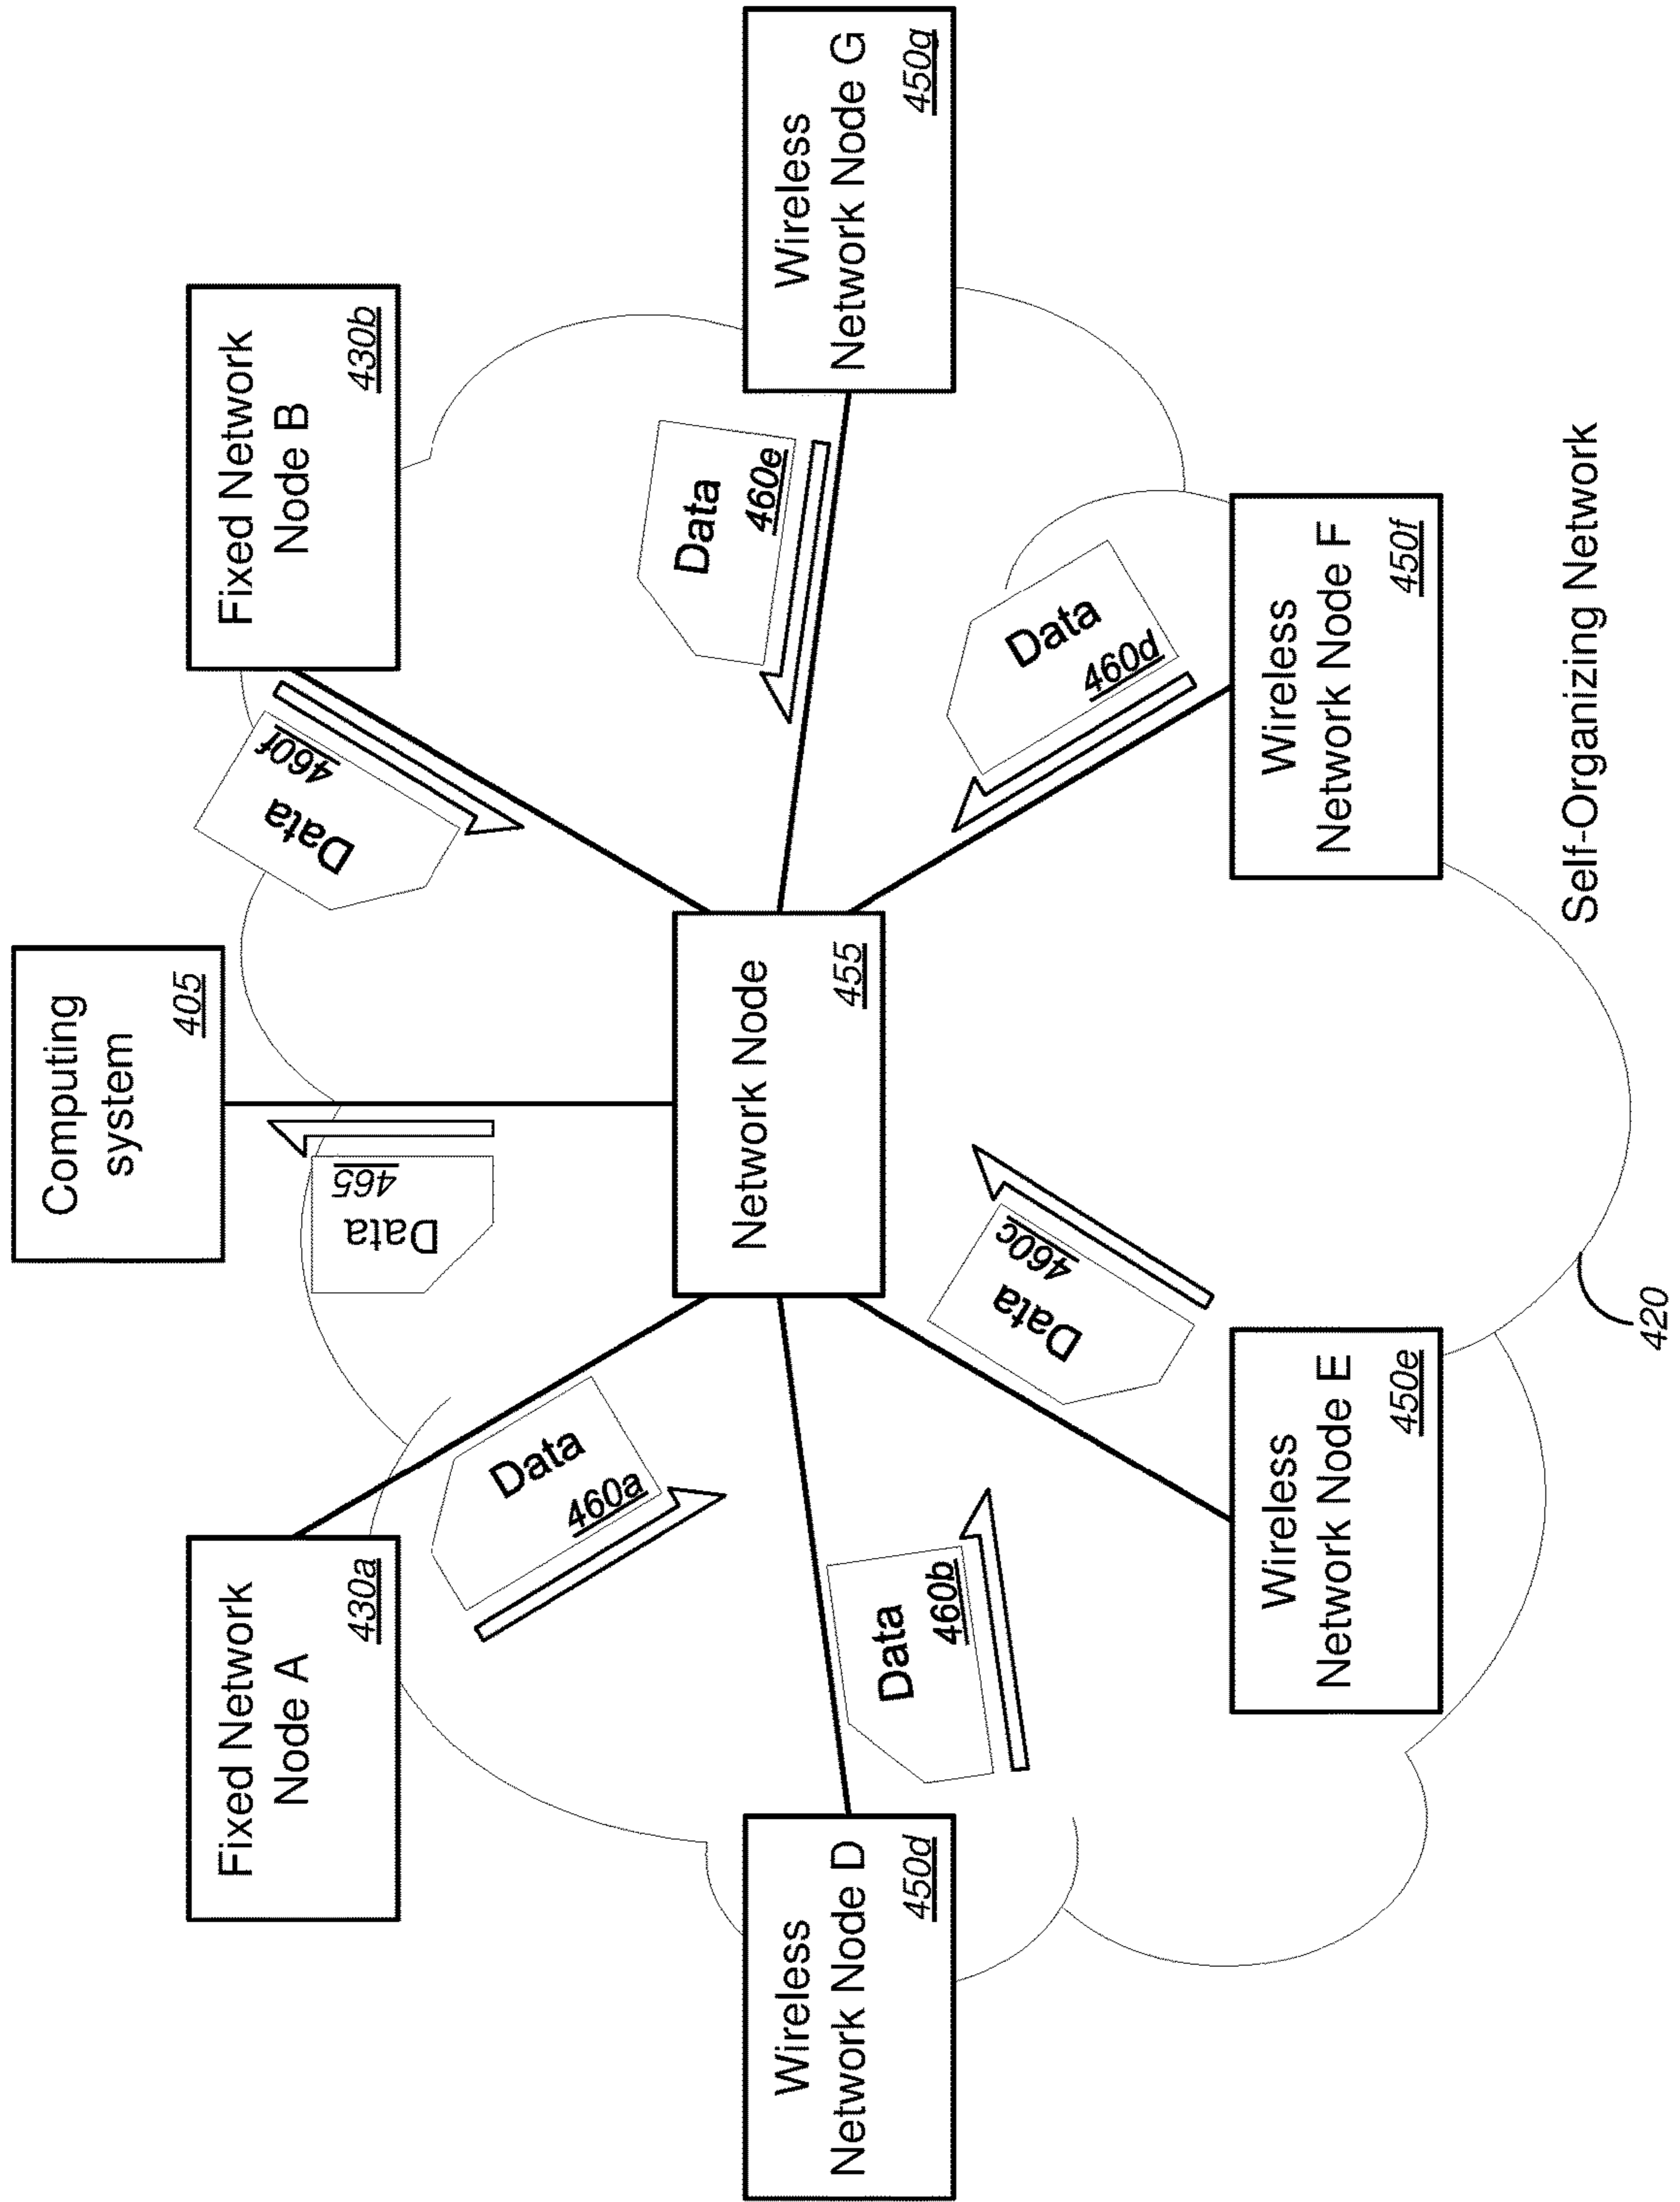 Computing
system
405
Fixed Network
Node A
430a
Fixed Network
Node B
430b
Data
465
Data
460f
Data
460a
Data
460e
Network Node
455
Wireless
Network Node D
450d
Wireless
Network Node G
450g
Data
460b
Data
460c
Data
460d
Wireless
Network Node E
450e
Wireless
Network Node F
450f
Self-Organizing Network
420